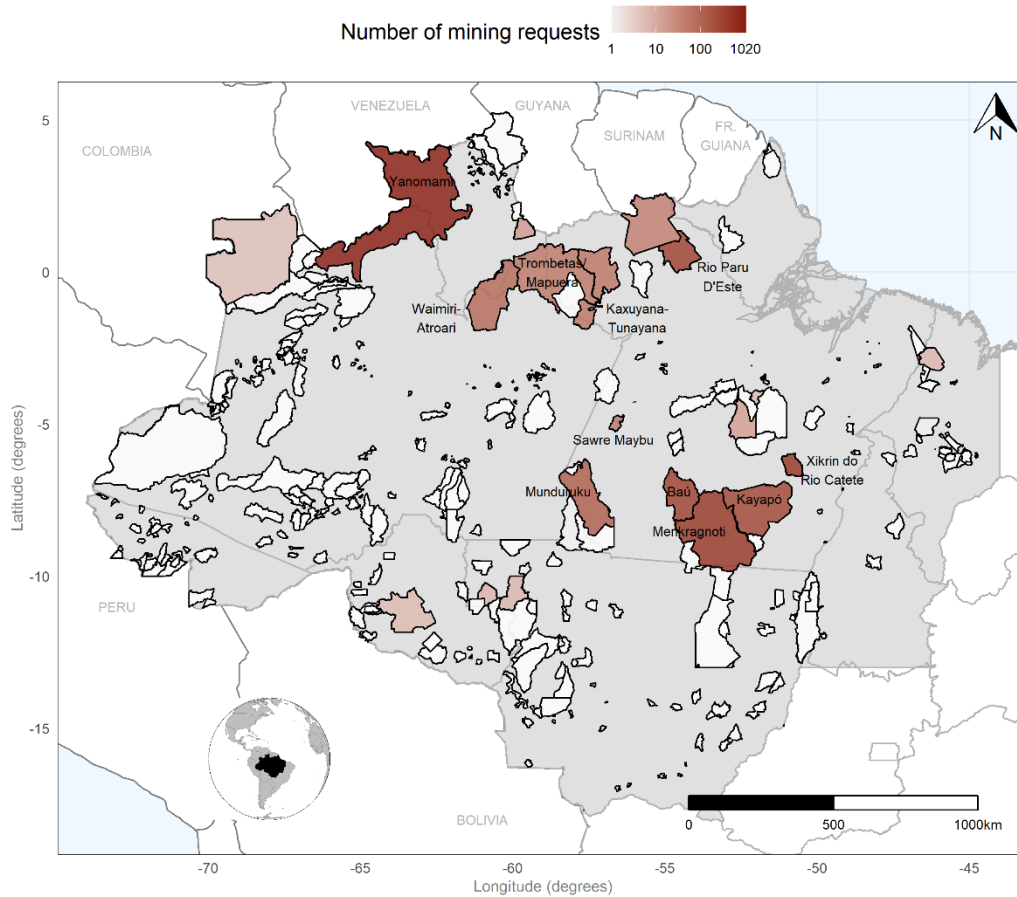 Number of mining requests
1 10 100 1020
VENEZUELA
GUYANA
SURINAM
FR.
GUIANA
COLOMBIA
N
5
0
-5
-10
-15
Latitude (degrees)
Yanomami
Trombetas/
Mapuera
Rio Paru
D'Este
Waimiri-
Atroari
Kaxuyana-
Tunayana
Sawre Maybu
Xikrin do
Rio Catete
Munduruku
Baú
Kayapó
Menkragnoti
PERU
BOLIVIA
0 500 1000km
-70 -65 -60 -55 -50 -45
Longitude (degrees)